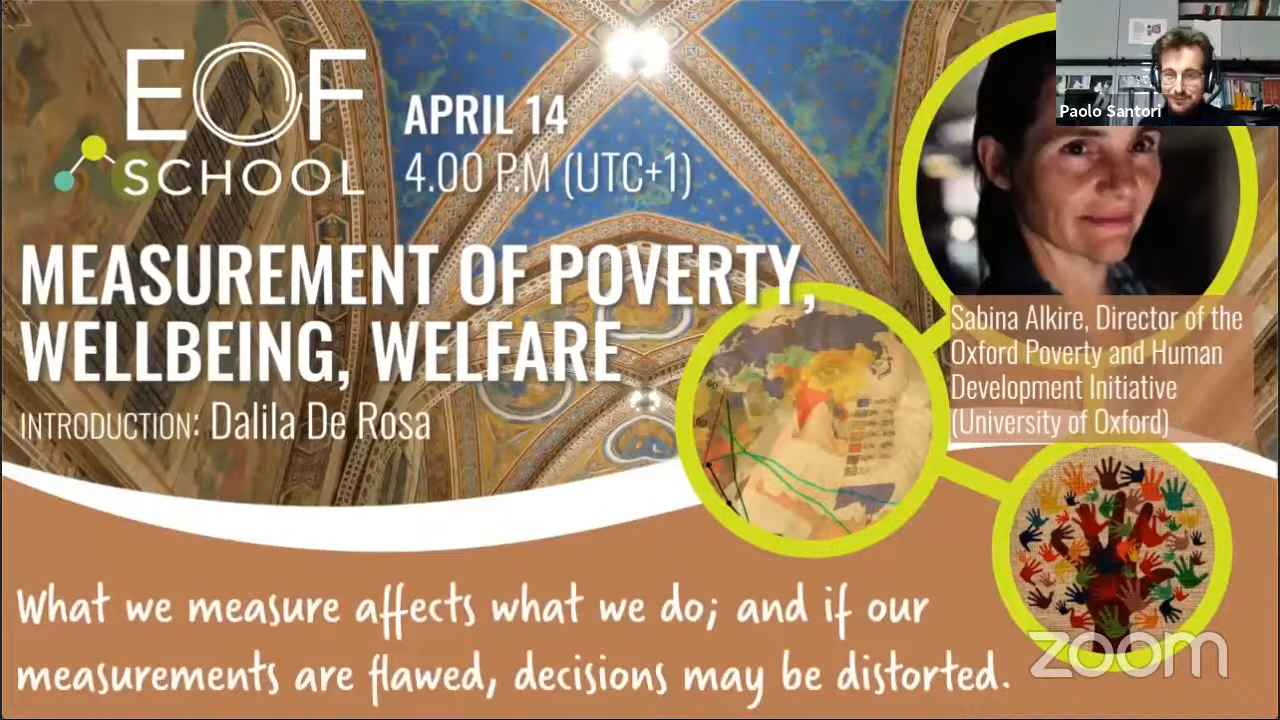 EOF
SCHOOL
APRIL 14
4.00 P.M (UTC+1)
MEASUREMENT OF POVERTY,
WELLBEING, WELFARE
INTRODUCTION: Dalila De Rosa
Paolo Santori
Sabina Alkire, Director of the
Oxford Poverty and Human
Development Initiative
(University of Oxford)
What we measure affects what we do; and if our
measurements are flawed, decisions may be distorted.
zoom